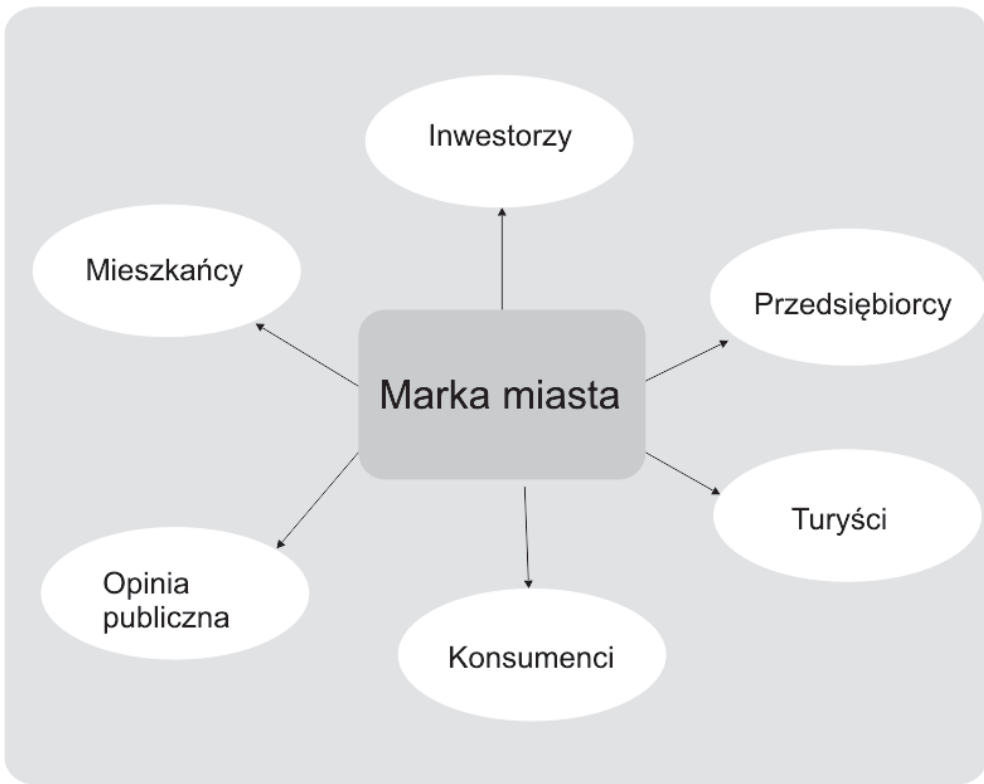 Inwestorzy
Mieszkańcy
Przedsiębiorcy
Marka miasta
Turyści
Opinia
publiczna
Konsumenci